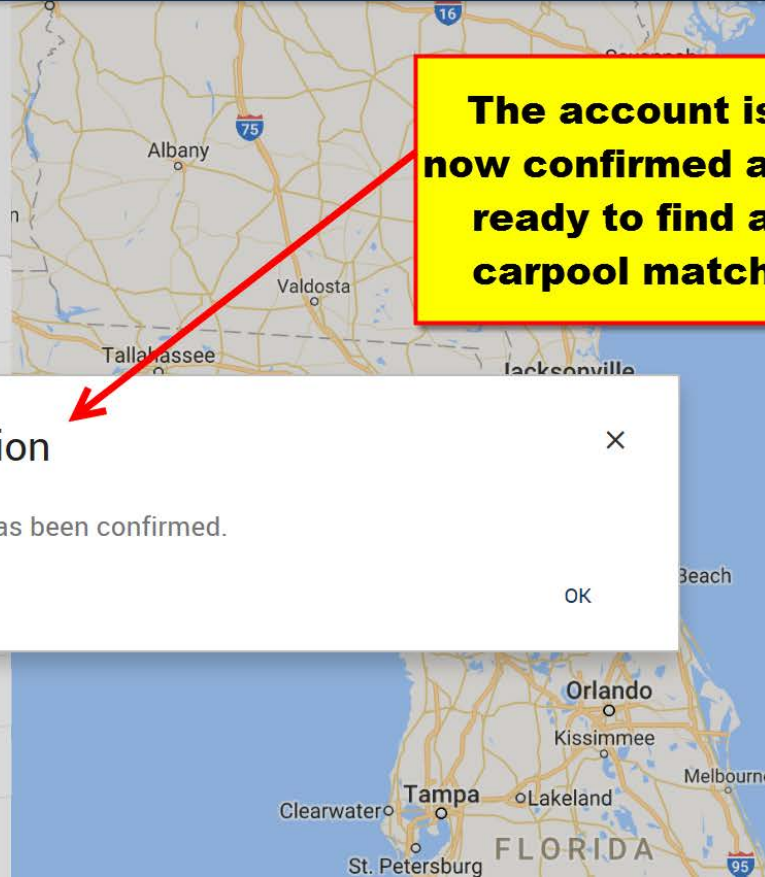 16
75
Albany
The account is
now confirmed a
ready to find a
carpool match
n
Valdosta
Tallahassee
Jacksonville
ion
×
as been confirmed.
OK
Beach
Orlando
Kissimmee
Melbourn
Tampa
Lakeland
Clearwater
FLORIDA
St. Petersburg
95